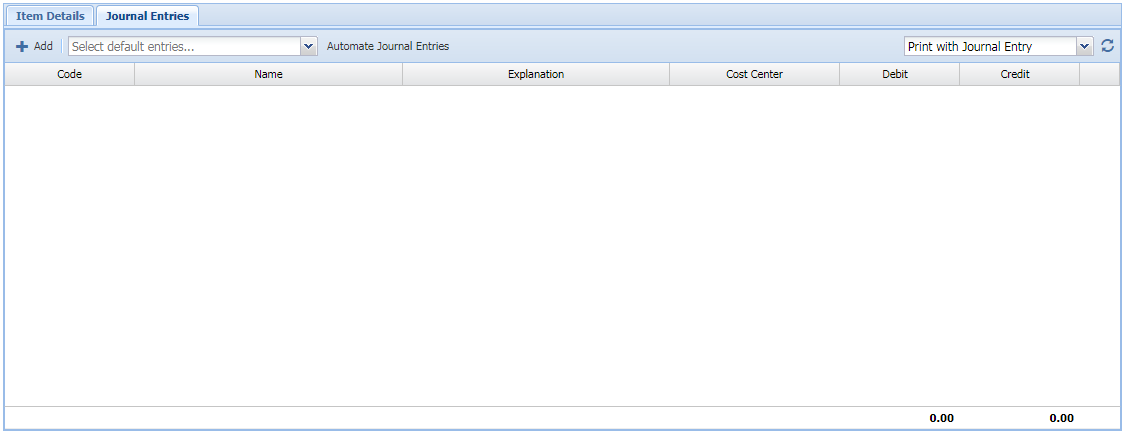 Item Details Journal Entries
Add Select default entries... Automate Journal Entries Print with Journal Entry
Code Name Explanation Cost Center Debit Credit
0.00 0.00